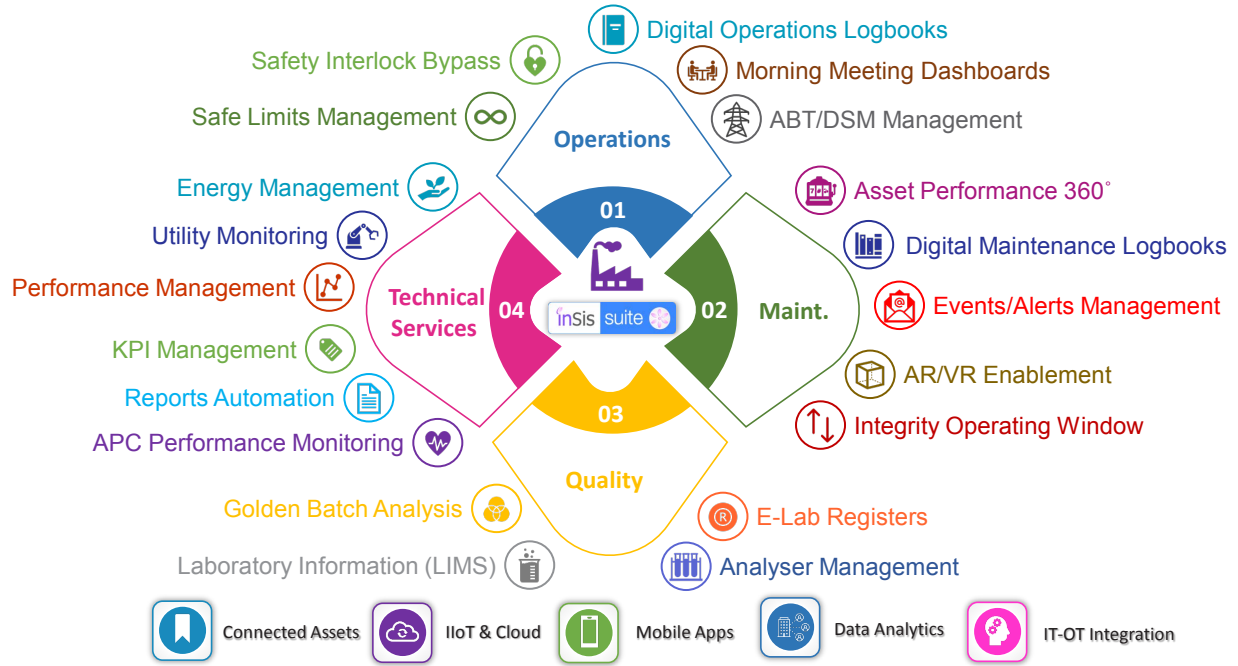 Digital Operations Logbooks
Safety Interlock Bypass
Morning Meeting Dashboards
Safe Limits Management
ABT/DSM Management
Operations
01
Energy Management
Asset Performance 360°
Utility Monitoring
Digital Maintenance Logbooks
Performance Management
Events/Alerts Management
Technical
Services
04
inSis suite
02
Maint.
KPI Management
AR/VR Enablement
Reports Automation
Integrity Operating Window
APC Performance Monitoring
03
Quality
Golden Batch Analysis
E-Lab Registers
Laboratory Information (LIMS)
Analyser Management
Connected Assets
IIoT & Cloud
Mobile Apps
Data Analytics
IT-OT Integration